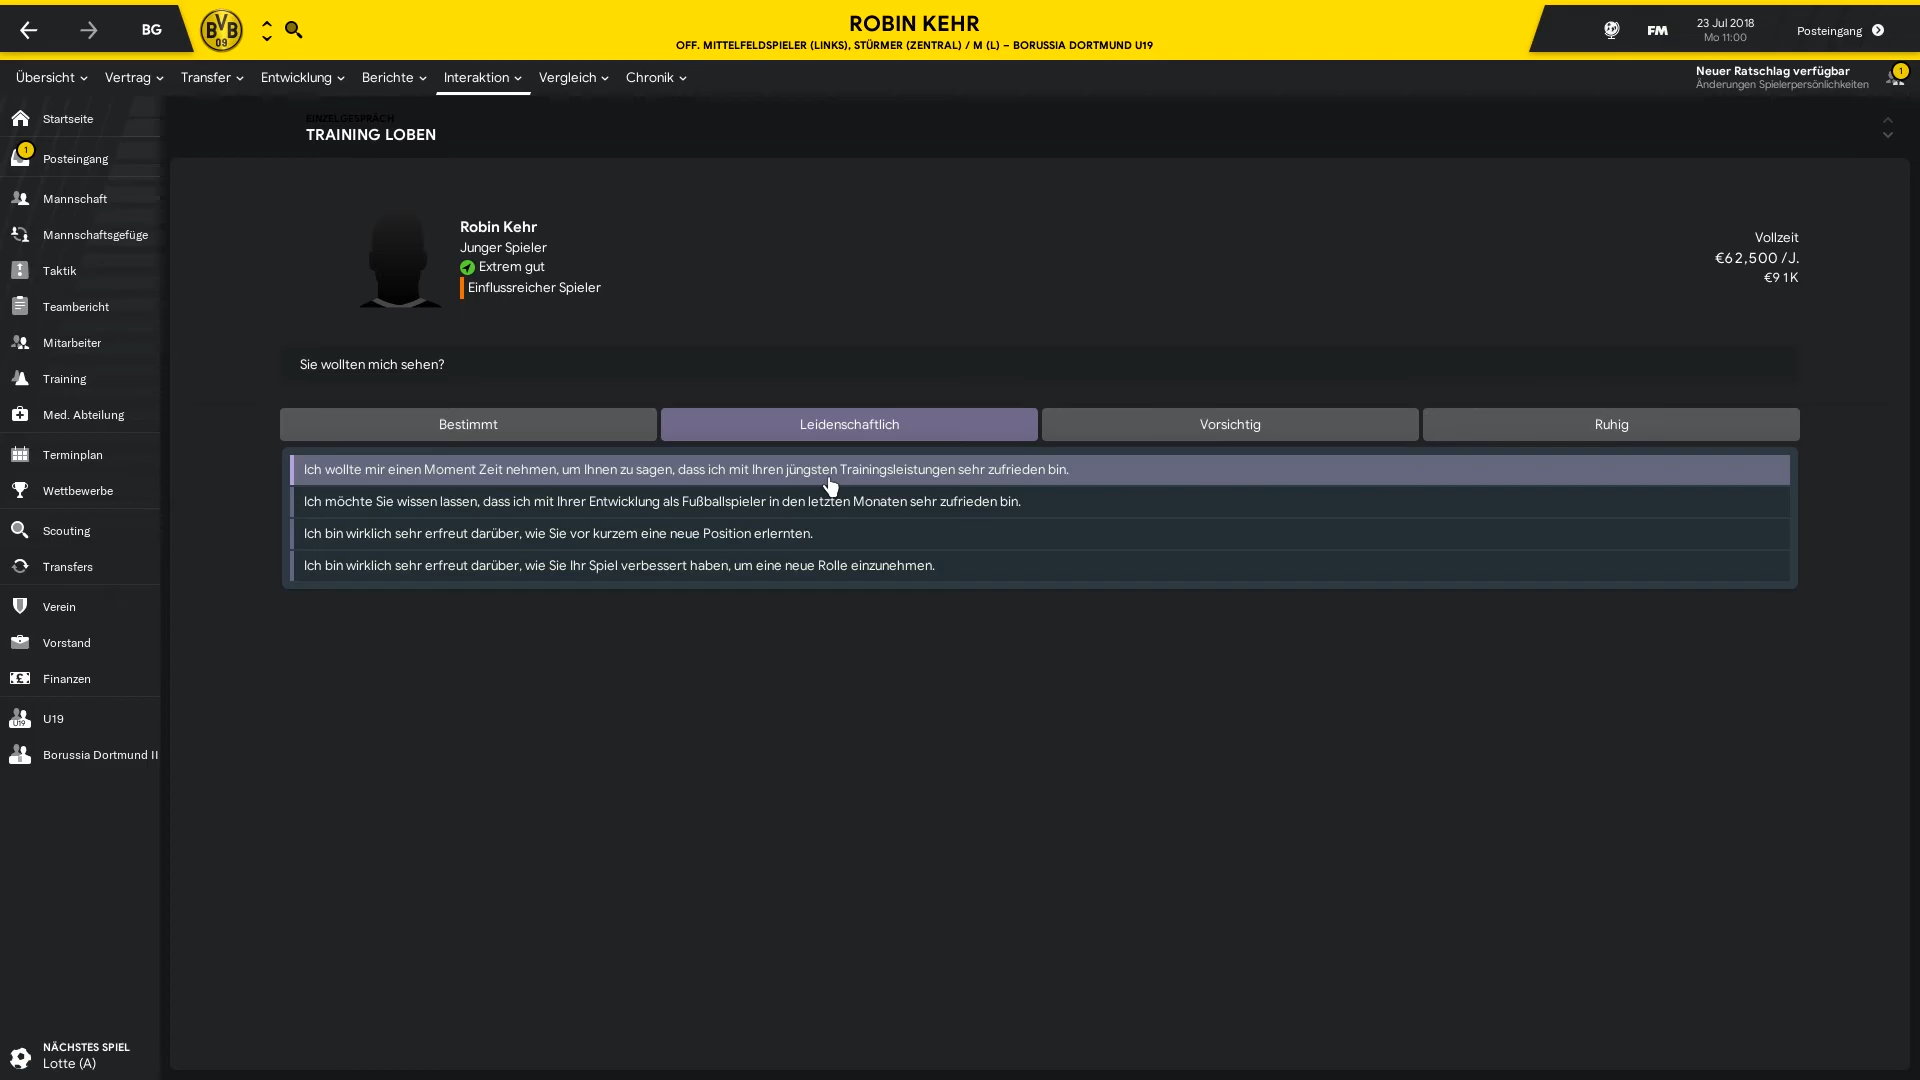 BG
BVB
09
ROBIN KEHR
OFF. MITTELFELDSPIELER (LINKS), STÜRMER (ZENTRAL) / M (L) – BORUSSIA DORTMUND U19
FM
23 Jul 2018
Mo 11:00
Posteingang
Übersicht
Vertrag
Transfer
Entwicklung
Berichte
Interaktion
Vergleich
Chronik
Neuer Ratschlag verfügbar
Änderungen Spielerpersönlichkeiten
1
Startseite
1
Posteingang
Mannschaft
Mannschaftsgefüge
Taktik
Teambericht
Mitarbeiter
Training
Med. Abteilung
Terminplan
Wettbewerbe
Scouting
Transfers
Verein
Vorstand
Finanzen
U19
U19
Borussia Dortmund II
NÄCHSTES SPIEL
Lotte (A)
EINZELGESPRÄCH
TRAINING LOBEN
Robin Kehr
Junger Spieler
Extrem gut
Einflussreicher Spieler
Vollzeit
€62,500 /J.
€91K
Sie wollten mich sehen?
Bestimmt
Leidenschaftlich
Vorsichtig
Ruhig
Ich wollte mir einen Moment Zeit nehmen, um Ihnen zu sagen, dass ich mit Ihren jüngsten Trainingsleistungen sehr zufrieden bin.
Ich möchte Sie wissen lassen, dass ich mit Ihrer Entwicklung als Fußballspieler in den letzten Monaten sehr zufrieden bin.
Ich bin wirklich sehr erfreut darüber, wie Sie vor kurzem eine neue Position erlernten.
Ich bin wirklich sehr erfreut darüber, wie Sie Ihr Spiel verbessert haben, um eine neue Rolle einzunehmen.